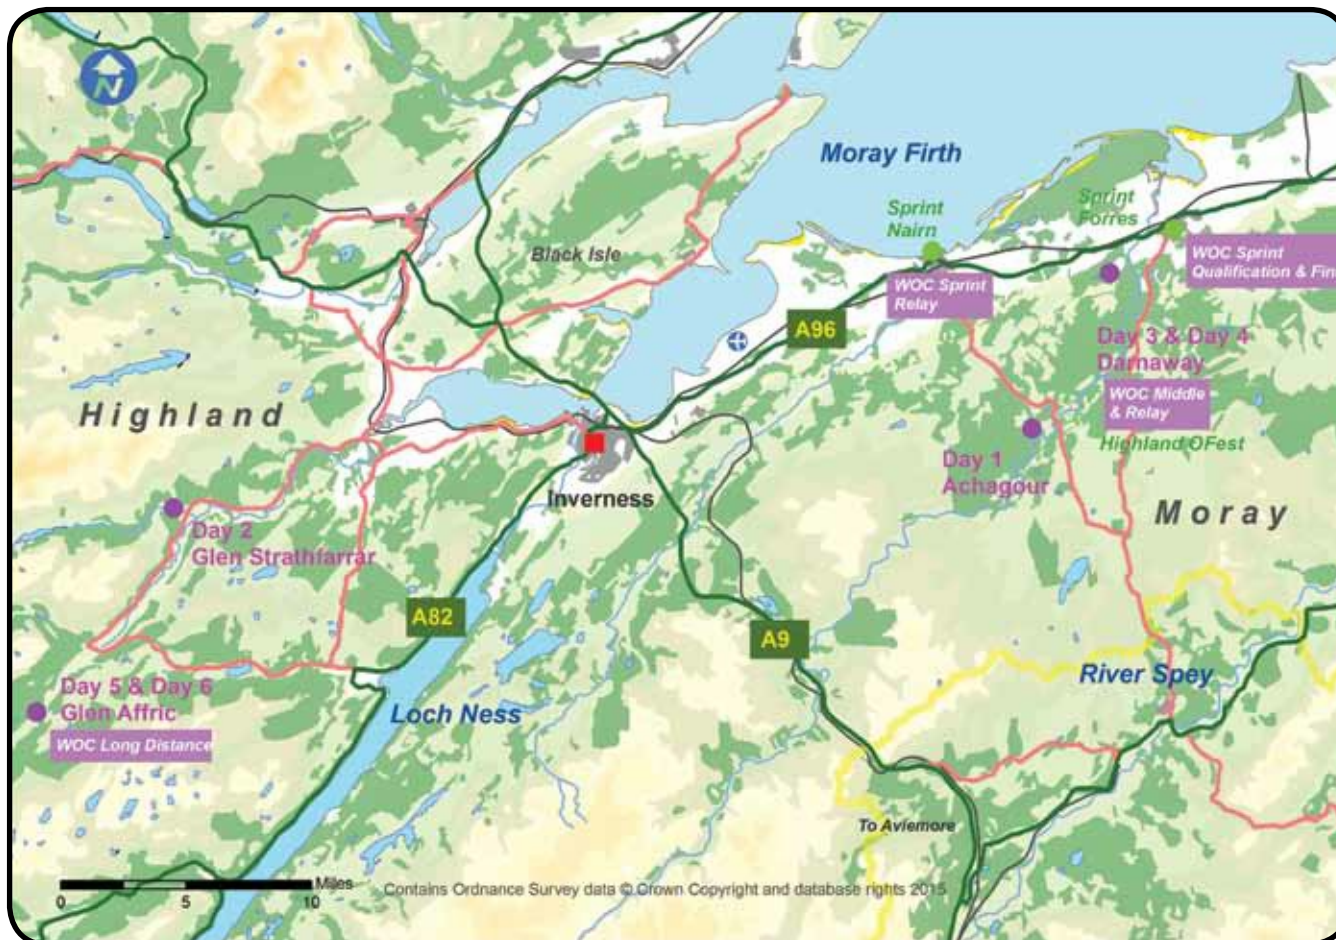 N
Moray Firth
Sprint
Nairn
Sprint
Forres
Black Isle
WOC Sprint
Qualification & Fin
WOC Sprint
Relay
A96
Day 3 & Day 4
Darnaway
WOC Middle
& Relay
Highland OFest
Highland
Day 1
Achagour
Inverness
Moray
Day 2
Glen Strathfarrar
A82
A9
River Spey
Day 5 & Day 6
Glen Affric
WOC Long Distance
Loch Ness
To Aviemore
Miles
0 5 10
Contains Ordnance Survey data © Crown Copyright and database rights 2015